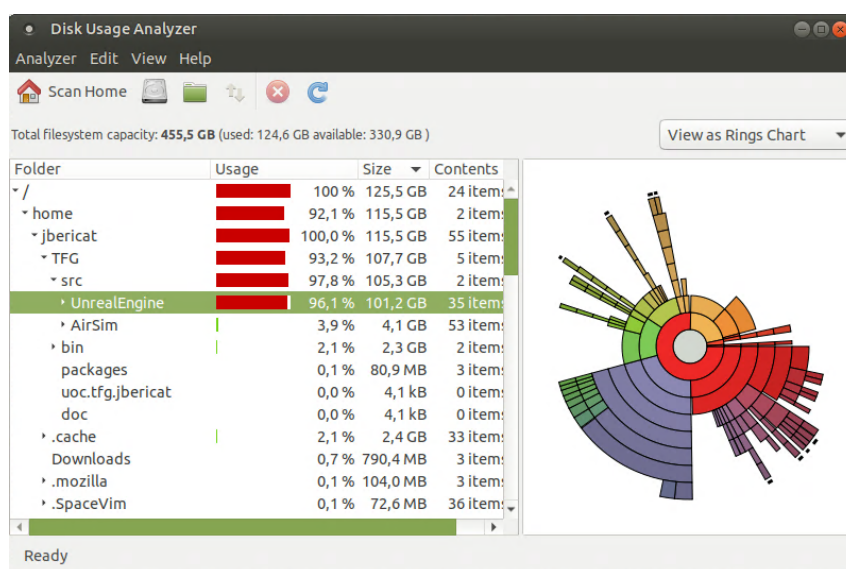 Disk Usage Analyzer
Analyzer Edit View Help
Scan Home
Total filesystem capacity: 455,5 GB (used: 124,6 GB available: 330,9 GB )
View as Rings Chart
Folder Usage Size Contents
/ 100 % 125,5 GB 24 items
home 92,1 % 115,5 GB 2 items
jbericat 100,0 % 115,5 GB 55 items
TFG 93,2 % 107,7 GB 5 items
src 97,8 % 105,3 GB 2 items
UnrealEngine 96,1 % 101,2 GB 35 items
AirSim 3,9 % 4,1 GB 53 items
bin 2,1 % 2,3 GB 2 items
packages 0,1 % 80,9 MB 3 items
uoc.tfg.jbericat 0,0 % 4,1 kB 0 items
doc 0,0 % 4,1 kB 0 items
.cache 2,1 % 2,4 GB 33 items
Downloads 0,7 % 790,4 MB 3 items
.mozilla 0,1 % 104,0 MB 3 items
.SpaceVim 0,1 % 72,6 MB 36 items
Ready